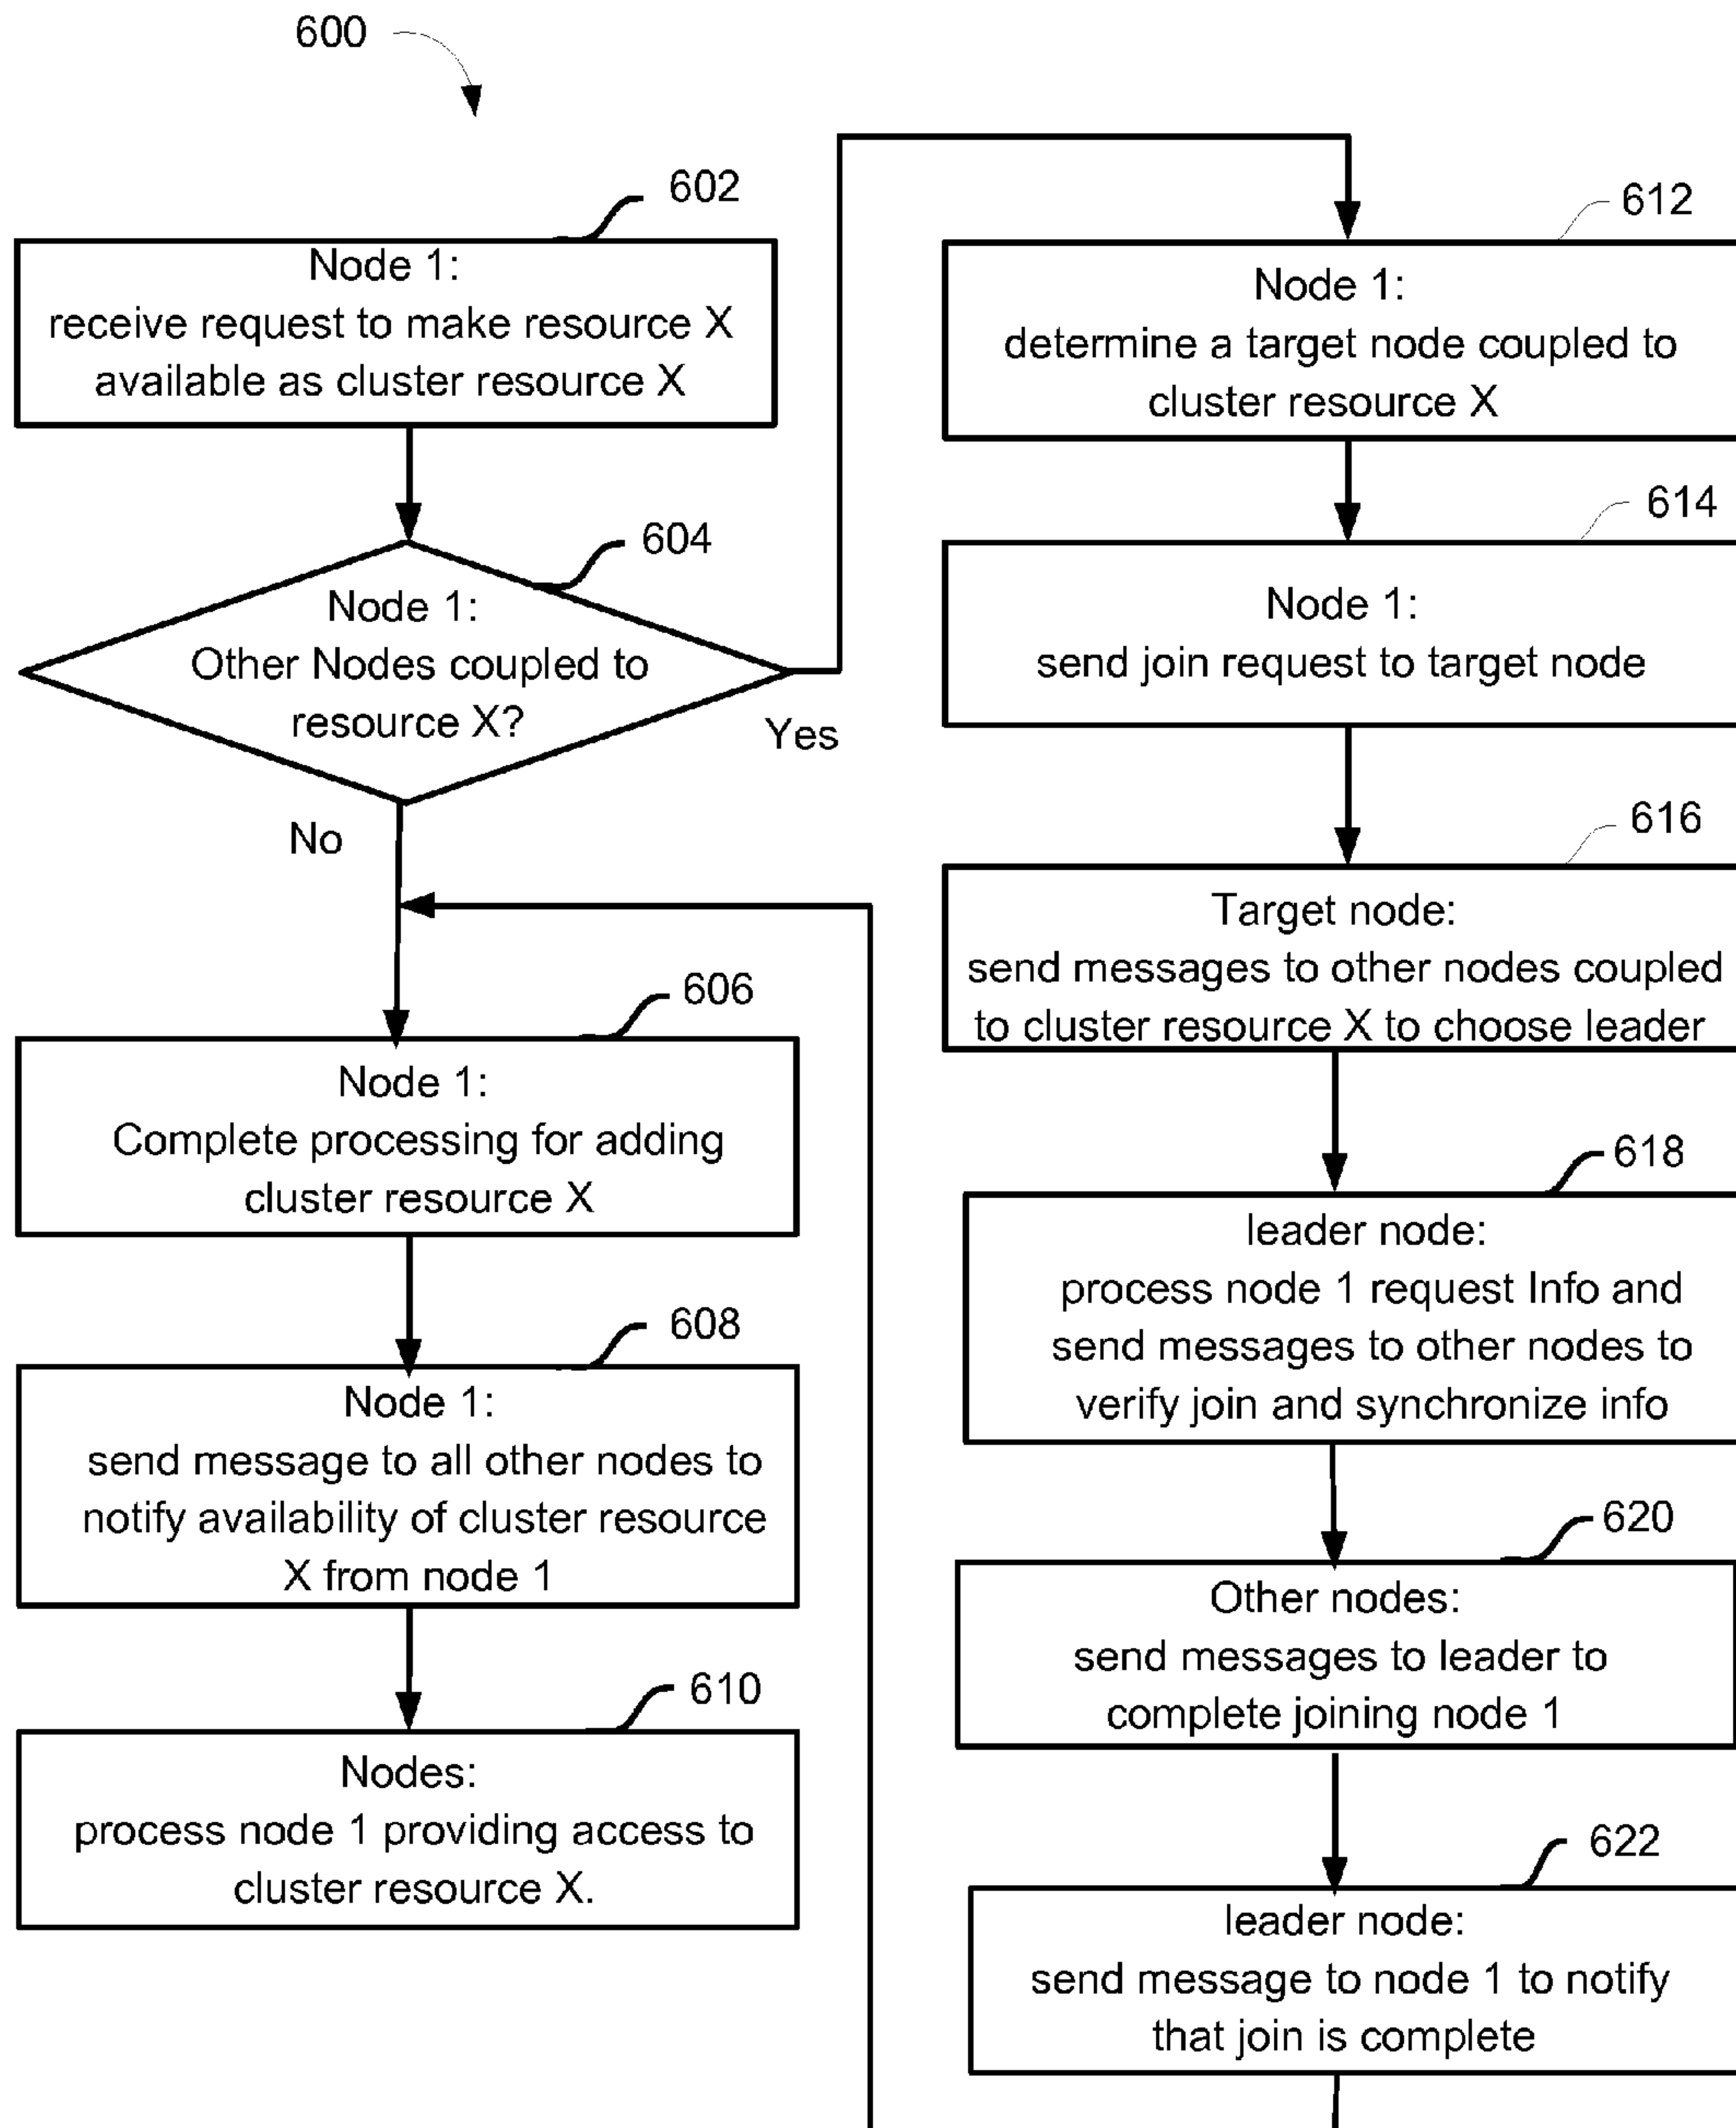 600
602
Node 1:
receive request to make resource X
available as cluster resource X
604
Node 1:
Other Nodes coupled to
resource X?
Yes
No
606
Node 1:
Complete processing for adding
cluster resource X
608
Node 1:
send message to all other nodes to
notify availability of cluster resource
X from node 1
610
Nodes:
process node 1 providing access to
cluster resource X.
612
Node 1:
determine a target node coupled to
cluster resource X
614
Node 1:
send join request to target node
616
Target node:
send messages to other nodes coupled
to cluster resource X to choose leader
618
leader node:
process node 1 request Info and
send messages to other nodes to
verify join and synchronize info
620
Other nodes:
send messages to leader to
complete joining node 1
622
leader node:
send message to node 1 to notify
that join is complete